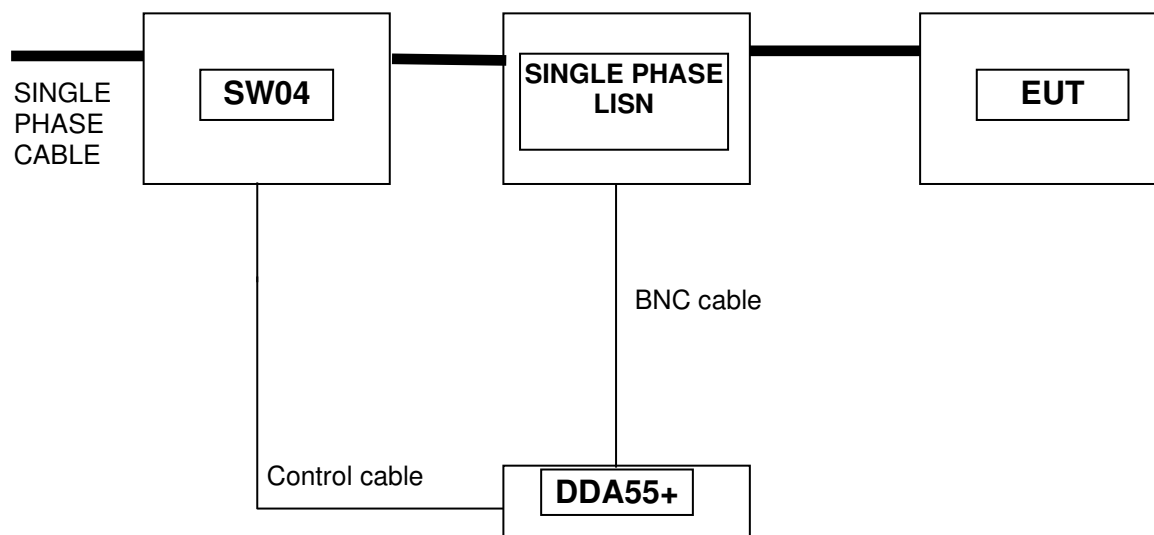 SINGLE
PHASE
CABLE
SW04
SINGLE PHASE
LISN
EUT
BNC cable
Control cable
DDA55+